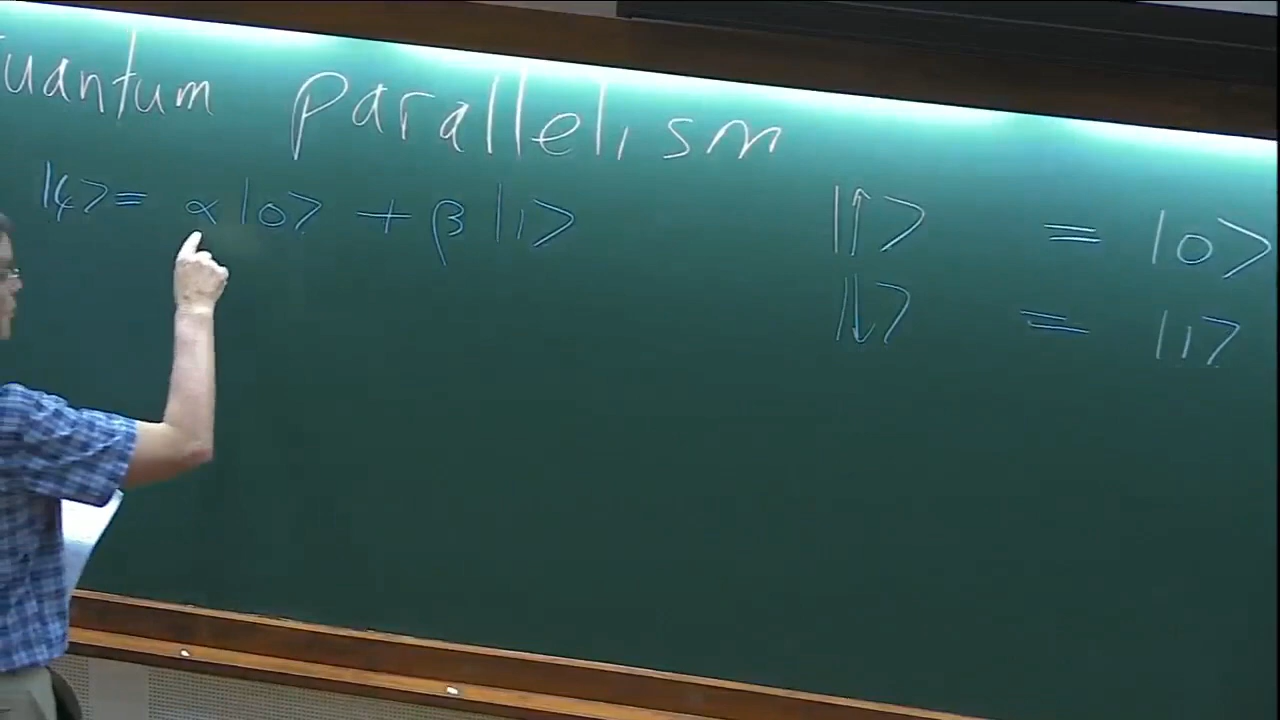 uantum parallelism
|ψ> = α|0> + β|1>
|↑> = |0>
|↓> = |1>